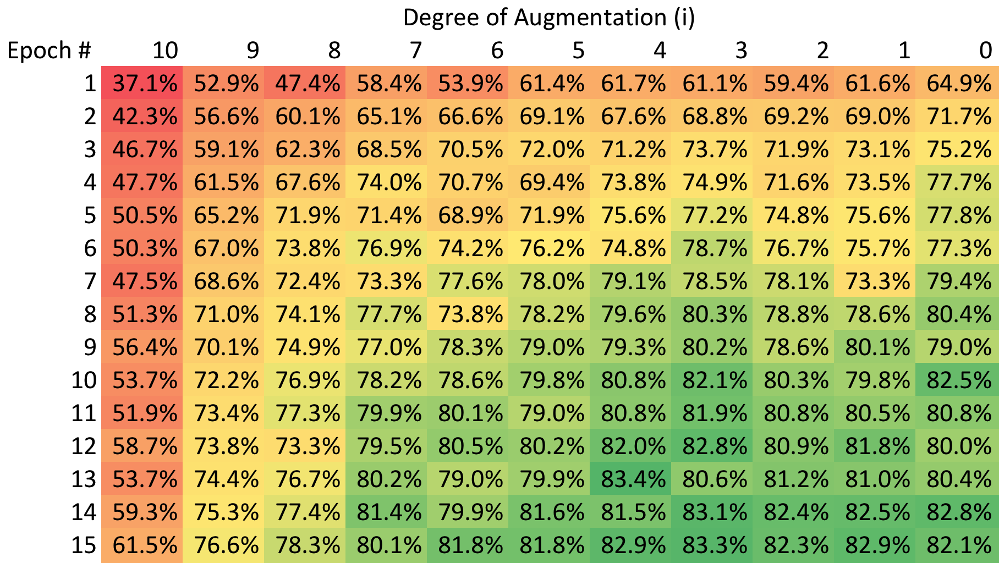 Degree of Augmentation (i)
Epoch # 10 9 8 7 6 5 4 3 2 1 0
1 37.1% 52.9% 47.4% 58.4% 53.9% 61.4% 61.7% 61.1% 59.4% 61.6% 64.9%
2 42.3% 56.6% 60.1% 65.1% 66.6% 69.1% 67.6% 68.8% 69.2% 69.0% 71.7%
3 46.7% 59.1% 62.3% 68.5% 70.5% 72.0% 71.2% 73.7% 71.9% 73.1% 75.2%
4 47.7% 61.5% 67.6% 74.0% 70.7% 69.4% 73.8% 74.9% 71.6% 73.5% 77.7%
5 50.5% 65.2% 71.9% 71.4% 68.9% 71.9% 75.6% 77.2% 74.8% 75.6% 77.8%
6 50.3% 67.0% 73.8% 76.9% 74.2% 76.2% 74.8% 78.7% 76.7% 75.7% 77.3%
7 47.5% 68.6% 72.4% 73.3% 77.6% 78.0% 79.1% 78.5% 78.1% 73.3% 79.4%
8 51.3% 71.0% 74.1% 77.7% 73.8% 78.2% 79.6% 80.3% 78.8% 78.6% 80.4%
9 56.4% 70.1% 74.9% 77.0% 78.3% 79.0% 79.3% 80.2% 78.6% 80.1% 79.0%
10 53.7% 72.2% 76.9% 78.2% 78.6% 79.8% 80.8% 82.1% 80.3% 79.8% 82.5%
11 51.9% 73.4% 77.3% 79.9% 80.1% 79.0% 80.8% 81.9% 80.8% 80.5% 80.8%
12 58.7% 73.8% 73.3% 79.5% 80.5% 80.2% 82.0% 82.8% 80.9% 81.8% 80.0%
13 53.7% 74.4% 76.7% 80.2% 79.0% 79.9% 83.4% 80.6% 81.2% 81.0% 80.4%
14 59.3% 75.3% 77.4% 81.4% 79.9% 81.6% 81.5% 83.1% 82.4% 82.5% 82.8%
15 61.5% 76.6% 78.3% 80.1% 81.8% 81.8% 82.9% 83.3% 82.3% 82.9% 82.1%